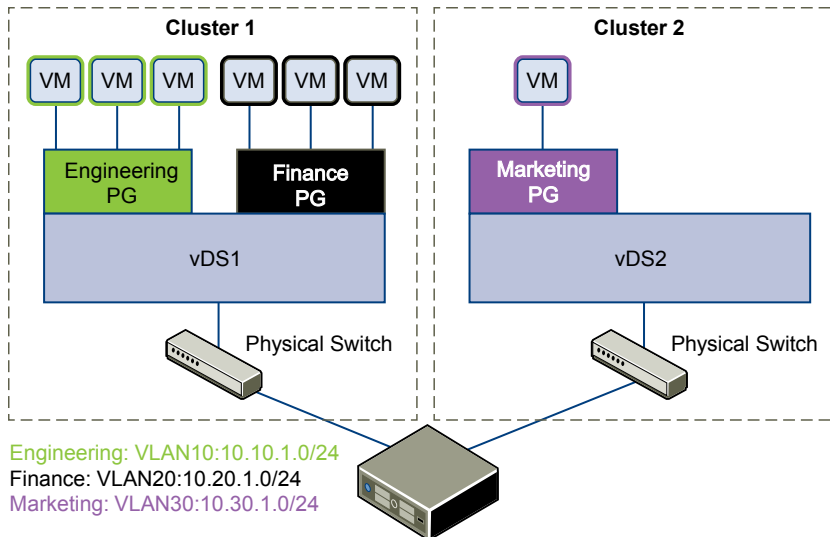 Cluster 1
Cluster 2
VM VM VM VM VM VM
VM
Engineering
PG
Finance
PG
Marketing
PG
vDS1
vDS2
Physical Switch
Physical Switch
Engineering: VLAN10:10.10.1.0/24
Finance: VLAN20:10.20.1.0/24
Marketing: VLAN30:10.30.1.0/24